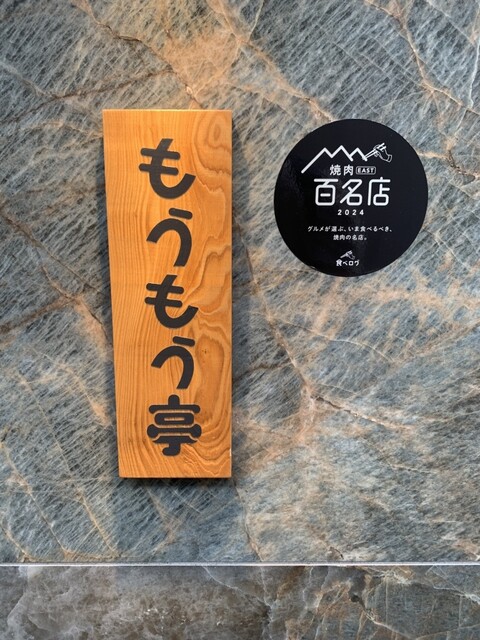 もうもう亭
焼肉 EAST
百名店
2024
グルメが選ぶ、いま食べるべき、
焼肉の名店。
食べログ